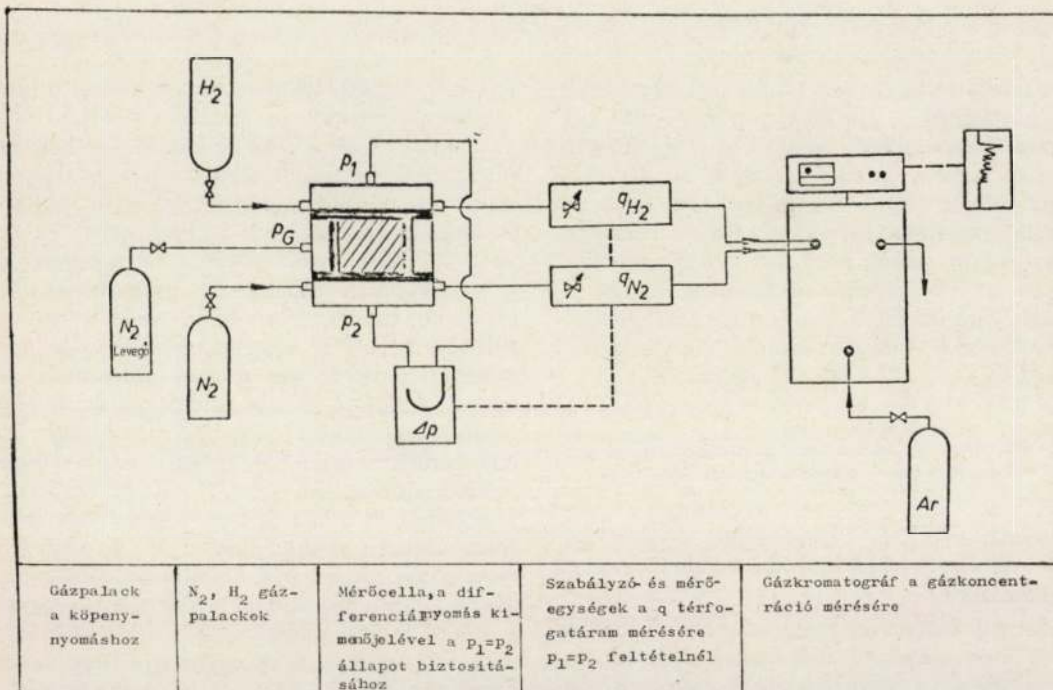 H2
p1
qH2
pG
qN2
p2
N2
Levegő
N2
Δp
Ar
Gázpalack
a köpeny-
nyomáshoz
N2, H2 gáz-
palackok
Mérőcella, a dif-
ferenciálnyomás ki-
menőjelével a p1=p2
állapot biztositá-
sához
Szabályzó- és mérő-
egységek a q térfo-
gatáram mérésére
p1=p2 feltételnél
Gázkromatográf a gázkoncent-
ráció mérésére